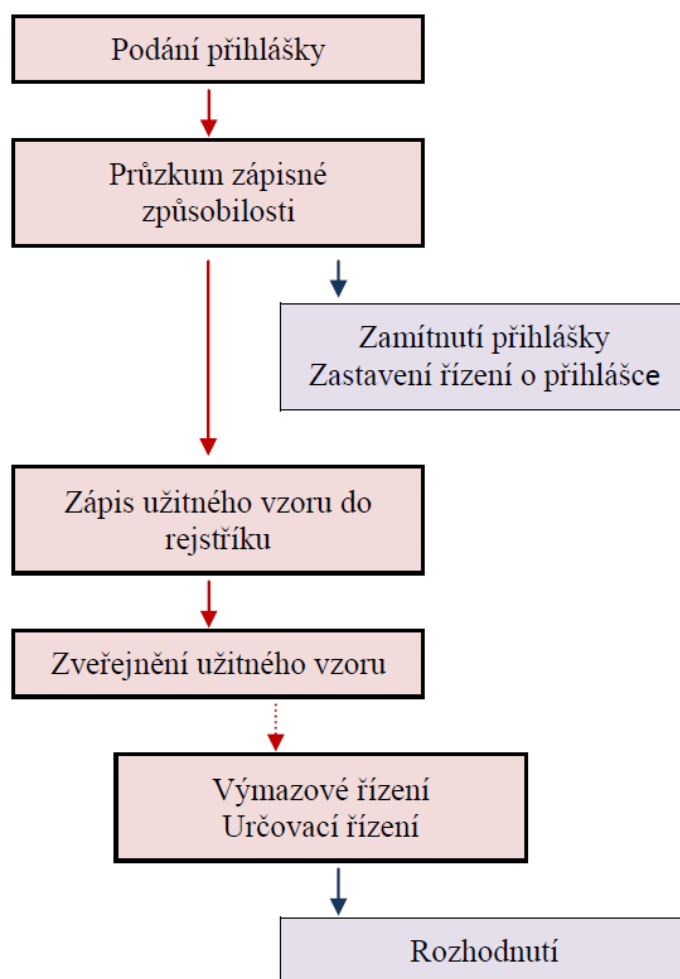 Podání přihlášky
Průzkum zápisné
způsobilosti
Zamítnutí přihlášky
Zastavení řízení o přihlášce
Zápis užitného vzoru do
rejstříku
Zveřejnění užitného vzoru
Výmazové řízení
Určovací řízení
Rozhodnutí